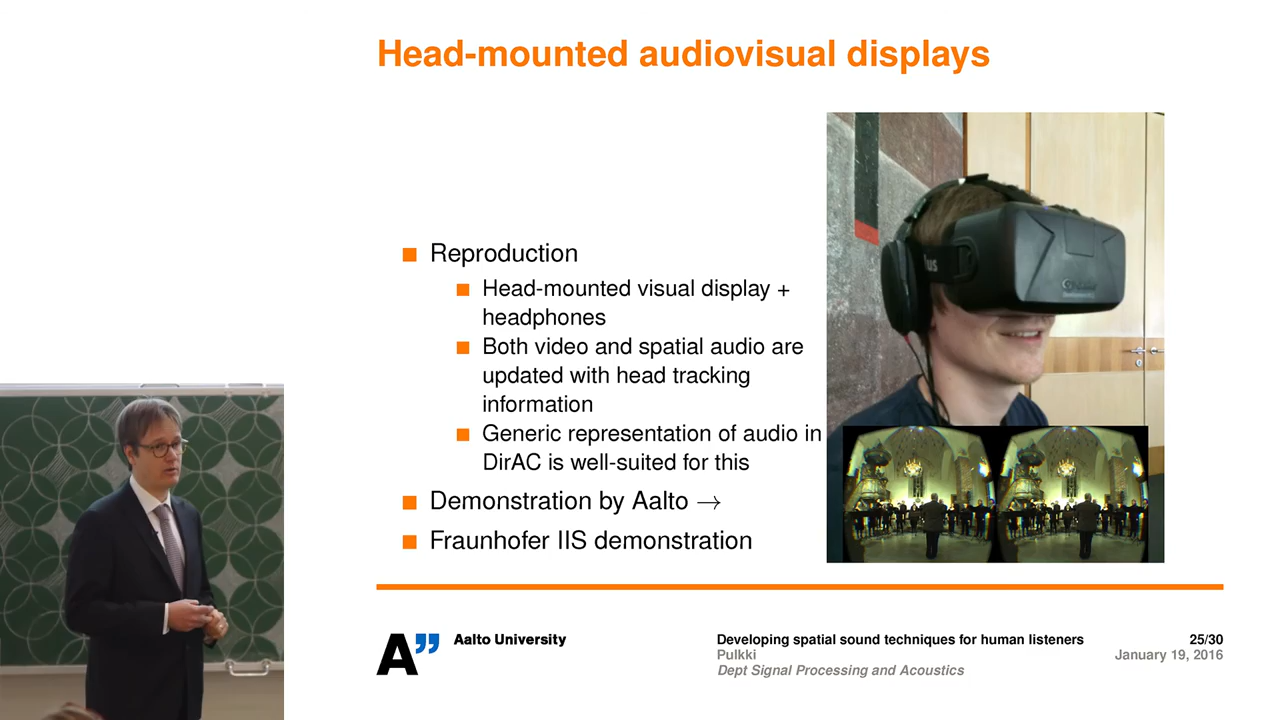 Head-mounted audiovisual displays
■ Reproduction
■ Head-mounted visual display +
headphones
■ Both video and spatial audio are
updated with head tracking
information
■ Generic representation of audio in
DirAC is well-suited for this
■ Demonstration by Aalto →
■ Fraunhofer IIS demonstration
us
A”
Aalto University
Developing spatial sound techniques for human listeners
Pulkki
Dept Signal Processing and Acoustics
25/30
January 19, 2016